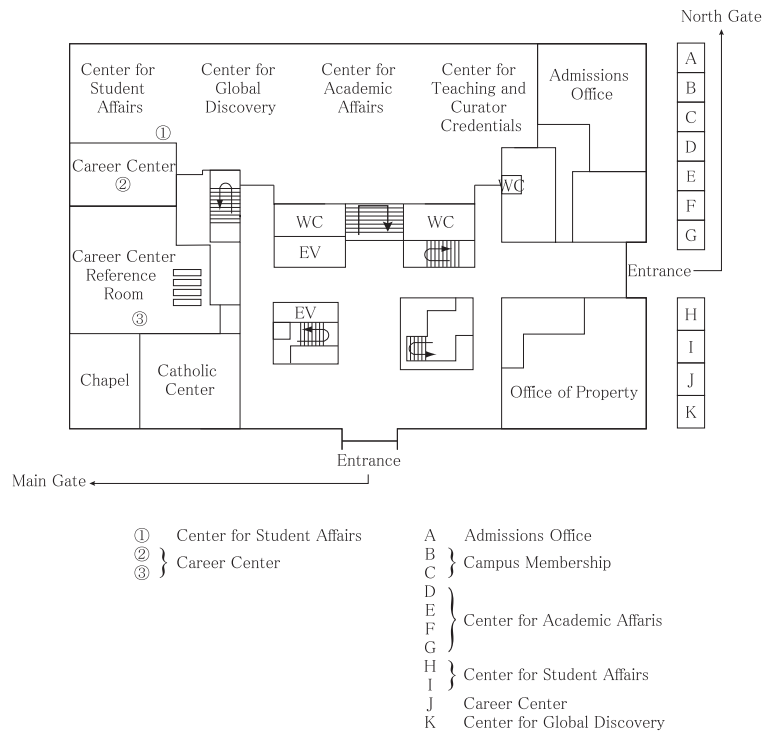 North Gate
Center for
Student
Affairs
Center for
Global
Discovery
Center for
Academic
Affairs
Center for
Teaching and
Curator
Credentials
Admissions
Office
A
B
C
D
E
F
G
①
Career Center
②
WC
WC
WC
EV
Career Center
Reference
Room
③
Entrance
EV
H
I
J
K
Chapel
Catholic
Center
Office of Property
Entrance
Main Gate
① Center for Student Affairs
②
③
} Career Center
A Admissions Office
B
C
} Campus Membership
D
E
F
G
} Center for Academic Affaris
H
I
} Center for Student Affairs
J Career Center
K Center for Global Discovery